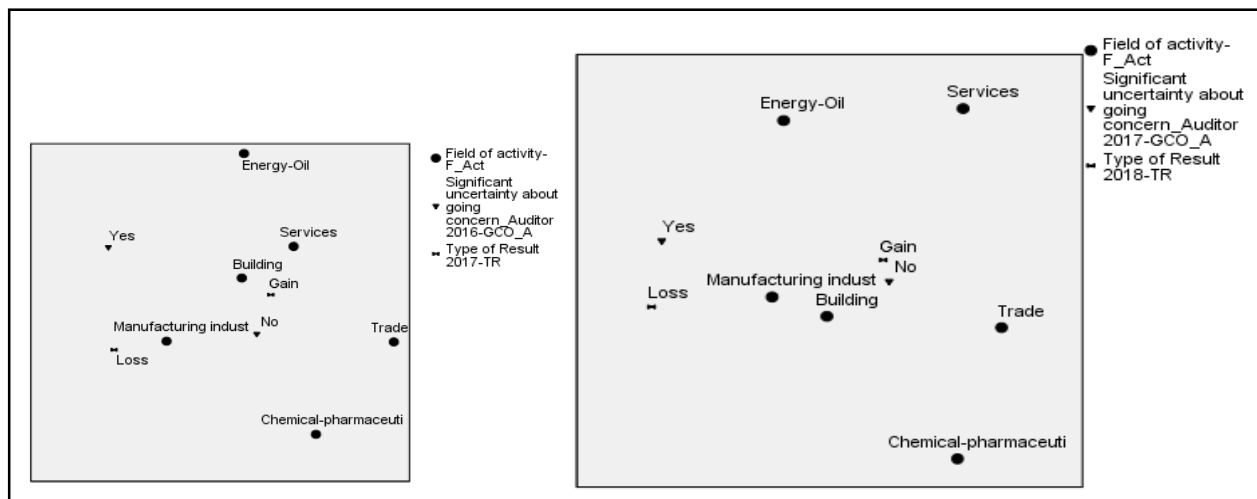 Energy-Oil
Yes
Services
Building
Gain
No
Manufacturing indust
Trade
Loss
Chemical-pharmaceuti
Field of activity-
F_Act
Significant
uncertainty about
going
concern_Auditor
2016-GCO_A
Type of Result
2017-TR
Services
Energy-Oil
Yes
Gain
No
Manufacturing indust
Loss
Building
Trade
Chemical-pharmaceuti
Field of activity-
F_Act
Significant
uncertainty about
going
concern_Auditor
2017-GCO_A
Type of Result
2018-TR